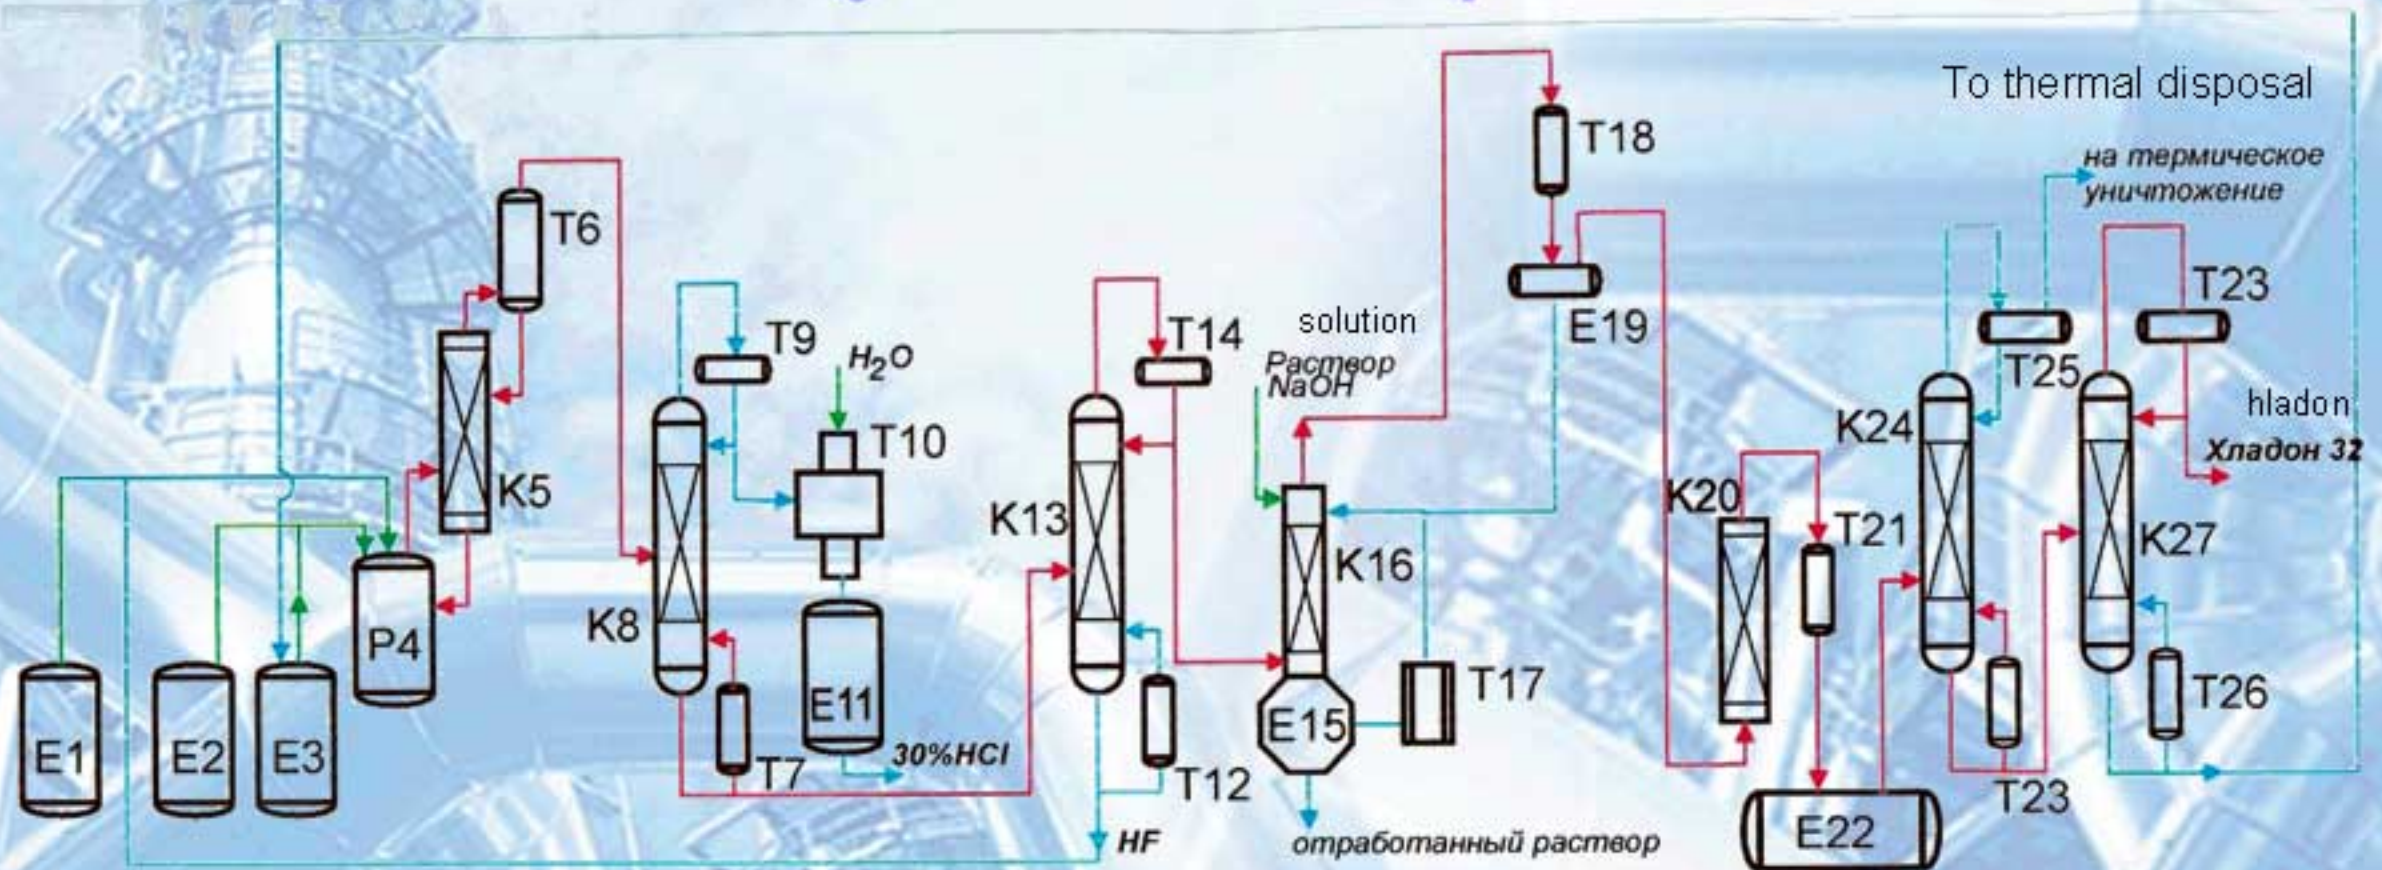 To thermal disposal
на термическое
уничтожение
T18
T6
T23
E19
solution
T9
H₂O
T14
Раствор
NaOH
T25
K24
hladon
Хладон 32
T10
K5
K13
K20
T21
K27
K16
K8
P4
E1
E2
E3
E11
30%HCl
T7
T12
E15
T17
T26
T23
E22
HF
отработанный раствор